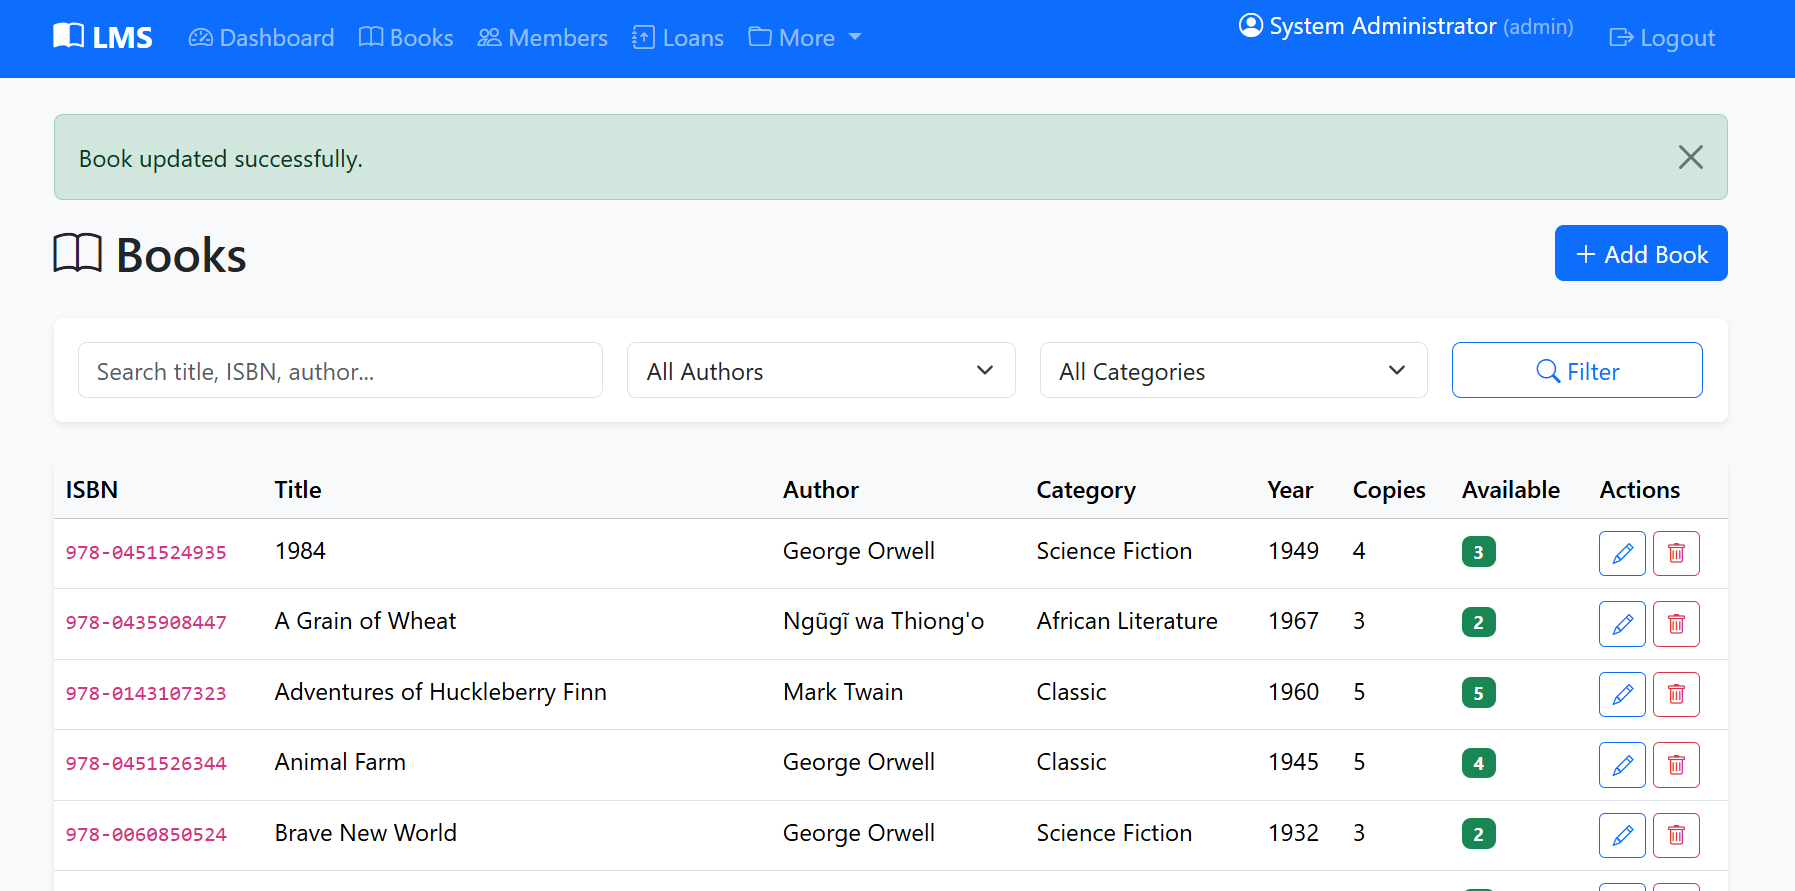 LMS Dashboard Books Members Loans More System Administrator (admin) Logout
Book updated successfully.
Books
+ Add Book
Search title, ISBN, author... All Authors All Categories Filter
ISBN Title Author Category Year Copies Available Actions
978-0451524935 1984 George Orwell Science Fiction 1949 4 3
978-0435908447 A Grain of Wheat Ngũgĩ wa Thiong'o African Literature 1967 3 2
978-0143107323 Adventures of Huckleberry Finn Mark Twain Classic 1960 5 5
978-0451526344 Animal Farm George Orwell Classic 1945 5 4
978-0060850524 Brave New World George Orwell Science Fiction 1932 3 2